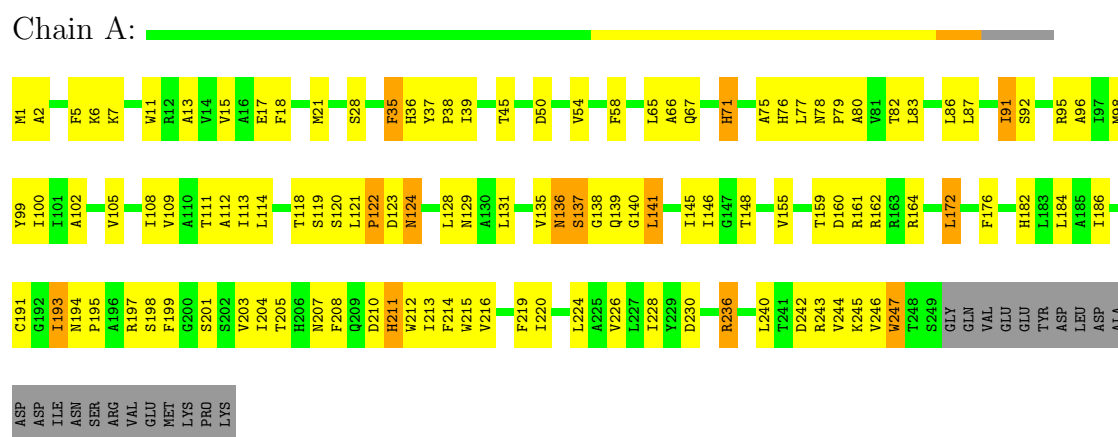 Chain A:
M1 A2 F5 K6 K7 W11 R12 A13 V14 V15 A16 E17 F18 M21 S28 F35 H36 Y37 P38 I39 T45 D50 V54 F58 L65 A66 Q67 H71 A75 H76 L77 N78 P79 A80 V81 T82 L83 L86 L87 I91 S92 R95 A96 I97 M98
Y99 I100 I101 A102 V105 I108 V109 A110 T111 A112 I113 L114 T118 S119 S120 L121 P122 D123 N124 L128 N129 A130 L131 V135 N136 S137 G138 Q139 G140 L141 I145 I146 G147 T148 V155 T159 D160 R161 R162 R163 R164 L172 F176 H182 L183 L184 A185 I186
C191 G192 I193 N194 P195 A196 R197 S198 F199 G200 S201 S202 V203 I204 T205 H206 N207 F208 Q209 D210 H211 W212 I213 F214 W215 V216 F219 I220 L224 A225 V226 L227 I228 Y229 D230 R236 L240 T241 D242 R243 V244 K245 V246 W247 T248 S249 GLY GLN VAL GLU GLU TYR ASP LEU ASP ALA
ASP ASP ILE ASN SER ARG VAL GLU MET LYS PRO LYS